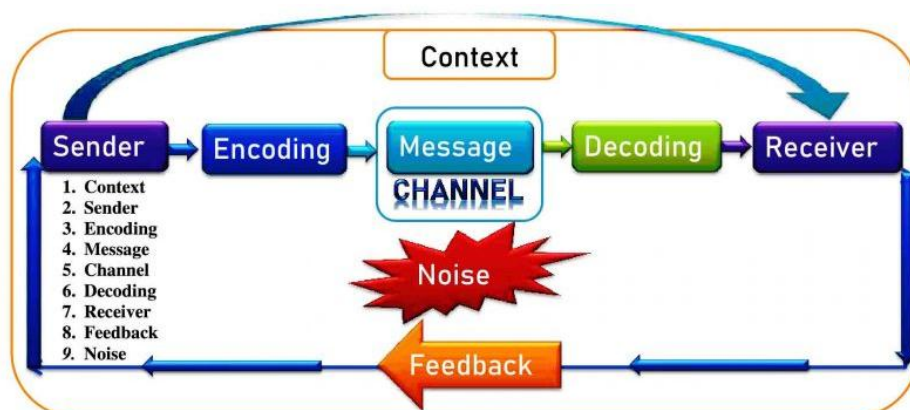 Context
Sender
Encoding
Message
CHANNEL
Decoding
Receiver
1. Context
2. Sender
3. Encoding
4. Message
5. Channel
6. Decoding
7. Receiver
8. Feedback
9. Noise
Noise
Feedback